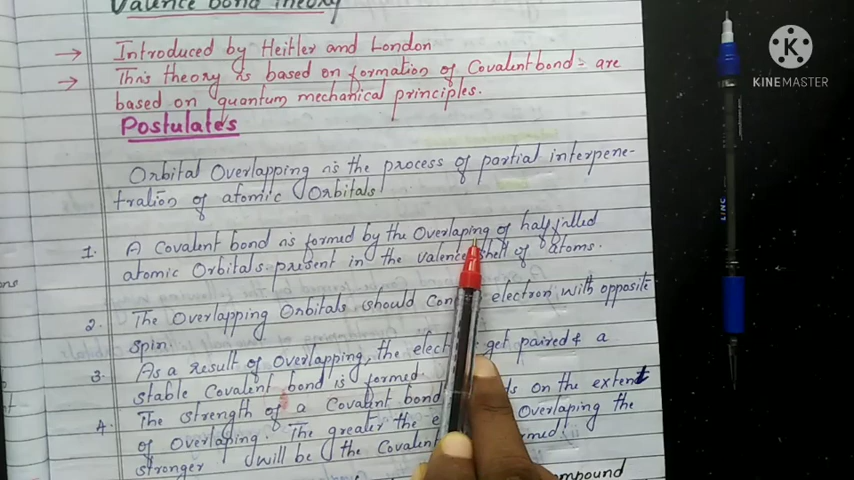 Valence bond Theory
→ Introduced by Heitler and London
→ This theory is based on formation of Covalent bond - are
based on quantum mechanical principles.
Postulates
Orbital Overlapping is the process of partial interpene-
tration of atomic Orbitals
1. A Covalent bond is formed by the Overlaping of half filled
atomic Orbitals present in the valence shell of atoms.
2. The Overlapping Orbitals should con electron with opposite
spin.
3. As a result of Overlapping, the elect get paired & a
stable Covalent bond is formed.
4. The strength of a Covalent bond ds on the extent
of Overlaping. The greater the e Overlaping the
stronger will be the Covalent rmed.
ompound
LINC
K
KINEMASTER
ons